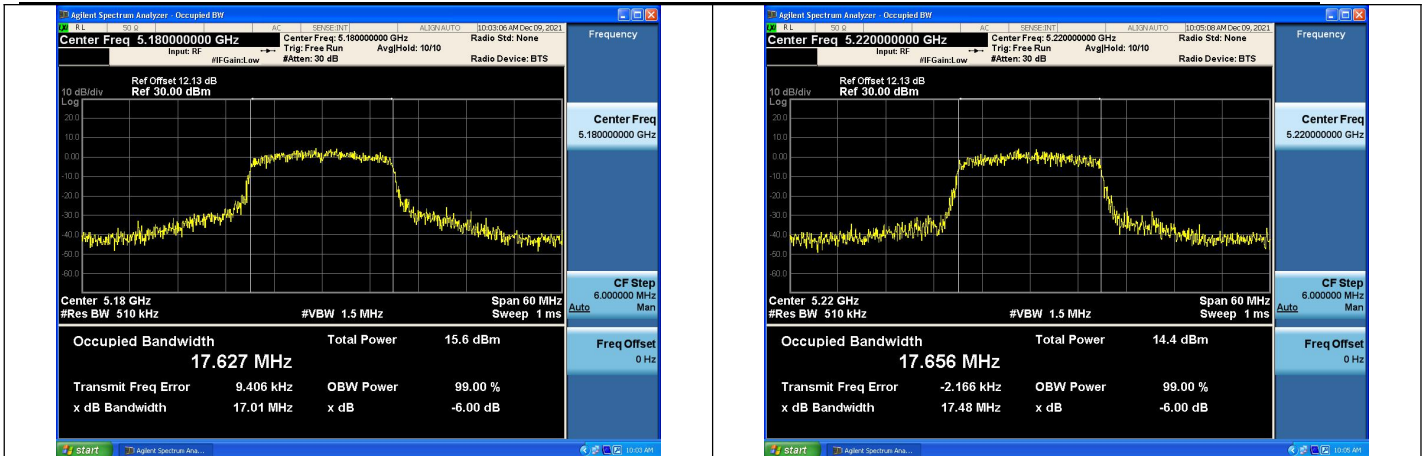 Agilent Spectrum Analyzer - Occupied BW
RL 50 Ω AC SENSE:INT ALIGNAUTO 10:03:06 AM Dec 09, 2021
Center Freq 5.180000000 GHz Center Freq: 5.180000000 GHz Radio Std: None Frequency
Input: RF Trig: Free Run Avg|Hold: 10/10
#IFGain:Low #Atten: 30 dB Radio Device: BTS
Ref Offset 12.13 dB
10 dB/div Ref 30.00 dBm
Log
20.0
10.0
0.00
-10.0
-20.0
-30.0
-40.0
-50.0
-60.0
Center Freq
5.180000000 GHz
Center 5.18 GHz Span 60 MHz
#Res BW 510 kHz #VBW 1.5 MHz Sweep 1 ms
CF Step
6.000000 MHz
Auto Man
Occupied Bandwidth Total Power 15.6 dBm
17.627 MHz
Freq Offset
0 Hz
Transmit Freq Error 9.406 kHz OBW Power 99.00 %
x dB Bandwidth 17.01 MHz x dB -6.00 dB
start Agilent Spectrum Ana... 10:03 AM
Agilent Spectrum Analyzer - Occupied BW
RL 50 Ω AC SENSE:INT ALIGNAUTO 10:05:08 AM Dec 09, 2021
Center Freq 5.220000000 GHz Center Freq: 5.220000000 GHz Radio Std: None Frequency
Input: RF Trig: Free Run Avg|Hold: 10/10
#IFGain:Low #Atten: 30 dB Radio Device: BTS
Ref Offset 12.13 dB
10 dB/div Ref 30.00 dBm
Log
20.0
10.0
0.00
-10.0
-20.0
-30.0
-40.0
-50.0
-60.0
Center Freq
5.220000000 GHz
Center 5.22 GHz Span 60 MHz
#Res BW 510 kHz #VBW 1.5 MHz Sweep 1 ms
CF Step
6.000000 MHz
Auto Man
Occupied Bandwidth Total Power 14.4 dBm
17.656 MHz
Freq Offset
0 Hz
Transmit Freq Error -2.166 kHz OBW Power 99.00 %
x dB Bandwidth 17.48 MHz x dB -6.00 dB
start Agilent Spectrum Ana... 10:05 AM